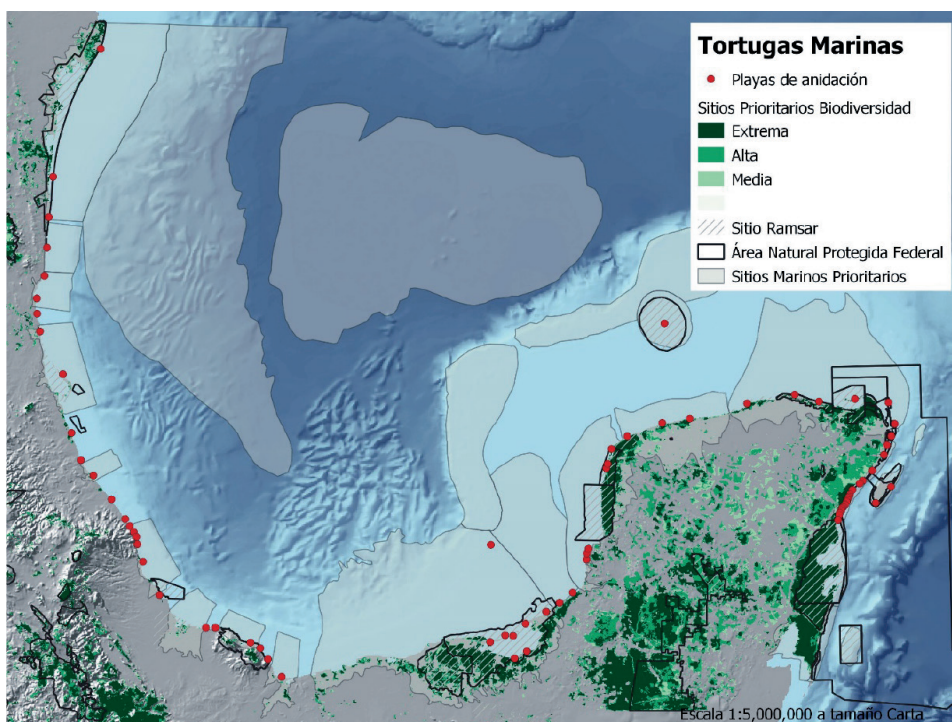 Tortugas Marinas
Playas de anidación
Sitios Prioritarios Biodiversidad
Extrema
Alta
Media
Sitio Ramsar
Área Natural Protegida Federal
Sitios Marinos Prioritarios
Escala 1:5,000,000 a tamaño Carta